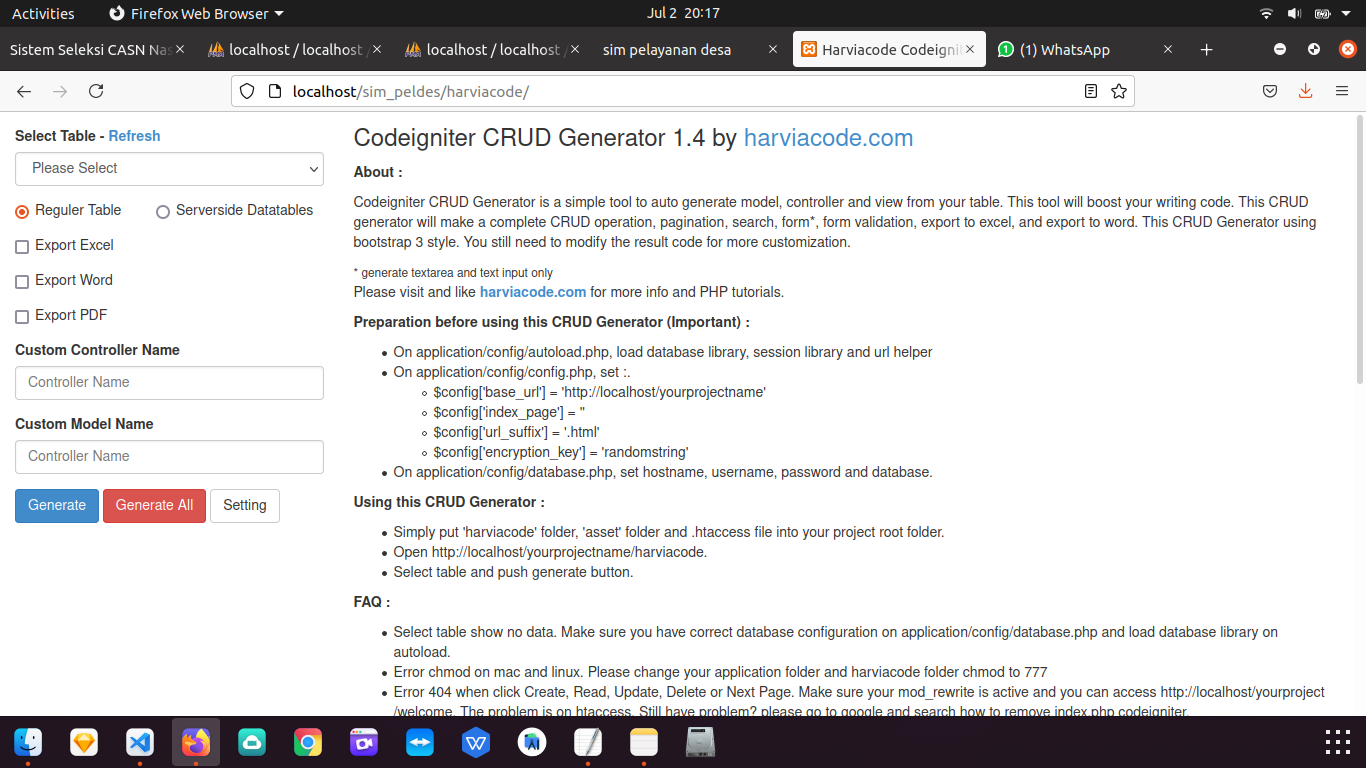 Activities
Firefox Web Browser
Jul 2 20:17
Sistem Seleksi CASN Nas
localhost / localhost
localhost / localhost
sim pelayanan desa
Harviacode Codeignit
(1) WhatsApp
localhost/sim_peldes/harviacode/
Select Table - Refresh
Please Select
Reguler Table
Serverside Datatables
Export Excel
Export Word
Export PDF
Custom Controller Name
Controller Name
Custom Model Name
Controller Name
Generate
Generate All
Setting
Codeigniter CRUD Generator 1.4 by harviacode.com
About :
Codeigniter CRUD Generator is a simple tool to auto generate model, controller and view from your table. This tool will boost your writing code. This CRUD
generator will make a complete CRUD operation, pagination, search, form*, form validation, export to excel, and export to word. This CRUD Generator using
bootstrap 3 style. You still need to modify the result code for more customization.
* generate textarea and text input only
Please visit and like harviacode.com for more info and PHP tutorials.
Preparation before using this CRUD Generator (Important) :
On application/config/autoload.php, load database library, session library and url helper
On application/config/config.php, set :.
$config['base_url'] = 'http://localhost/yourprojectname'
$config['index_page'] = ''
$config['url_suffix'] = '.html'
$config['encryption_key'] = 'randomstring'
On application/config/database.php, set hostname, username, password and database.
Using this CRUD Generator :
Simply put 'harviacode' folder, 'asset' folder and .htaccess file into your project root folder.
Open http://localhost/yourprojectname/harviacode.
Select table and push generate button.
FAQ :
Select table show no data. Make sure you have correct database configuration on application/config/database.php and load database library on
autoload.
Error chmod on mac and linux. Please change your application folder and harviacode folder chmod to 777
Error 404 when click Create, Read, Update, Delete or Next Page. Make sure your mod_rewrite is active and you can access http://localhost/yourproject
/welcome. The problem is on htaccess. Still have problem? please go to google and search how to remove index.php codeigniter.